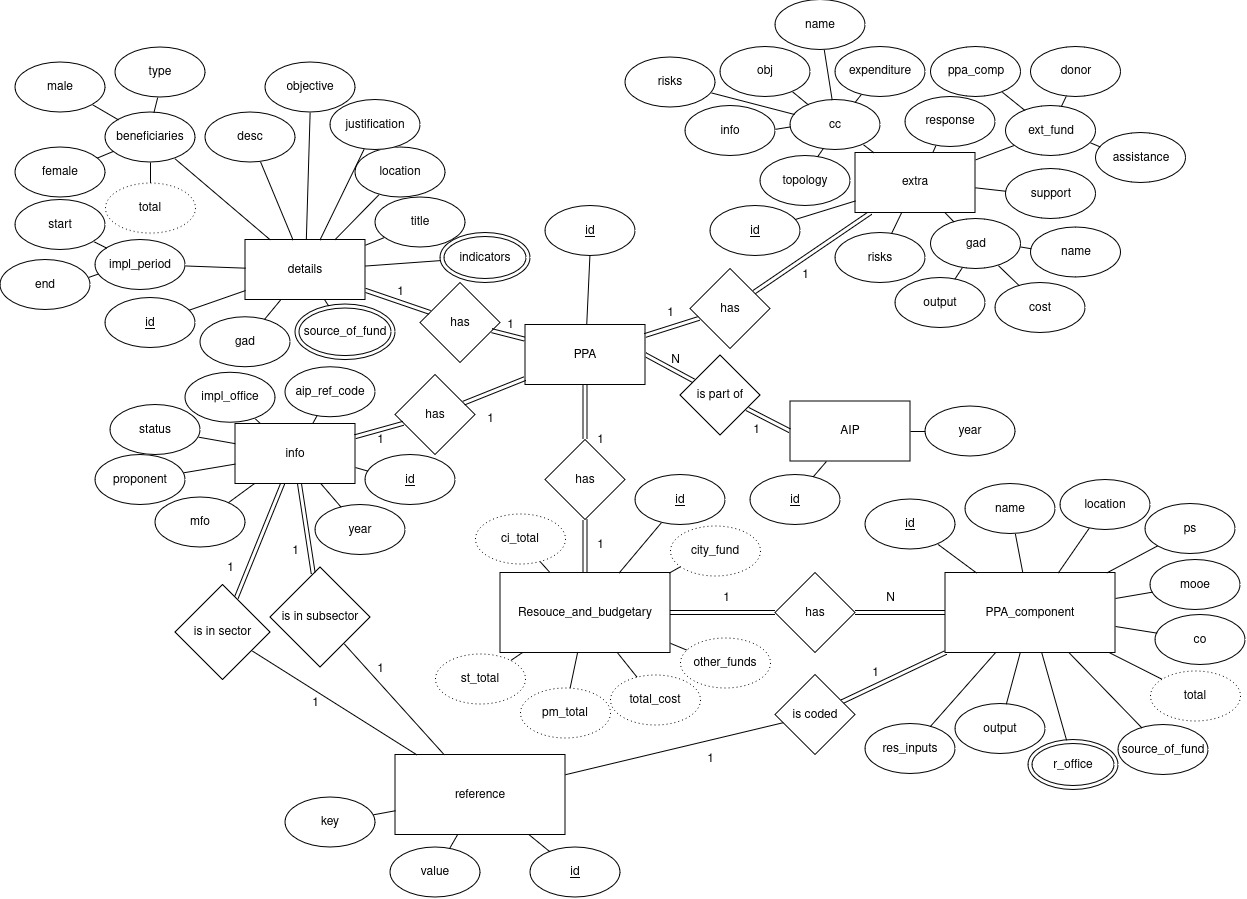 name
type
male
objective
risks
obj
expenditure
ppa_comp
donor
beneficiaries
desc
justification
info
cc
response
ext_fund
female
location
topology
extra
assistance
total
support
start
title
id
id
gad
name
impl_period
details
indicators
risks
end
id
gad
source_of_fund
output
cost
1
1
has
1
1
has
PPA
N
is part of
1
impl_office
aip_ref_code
status
has
1
1
AIP
year
info
1
id
proponent
has
id
id
mfo
year
id
name
location
ps
ci_total
city_fund
1
1
1
is in sector
is in subsector
Resouce_and_budgetary
1
has
N
PPA_component
mooe
co
st_total
other_funds
1
1
pm_total
total_cost
1
is coded
total
res_inputs
output
r_office
source_of_fund
1
reference
key
value
id